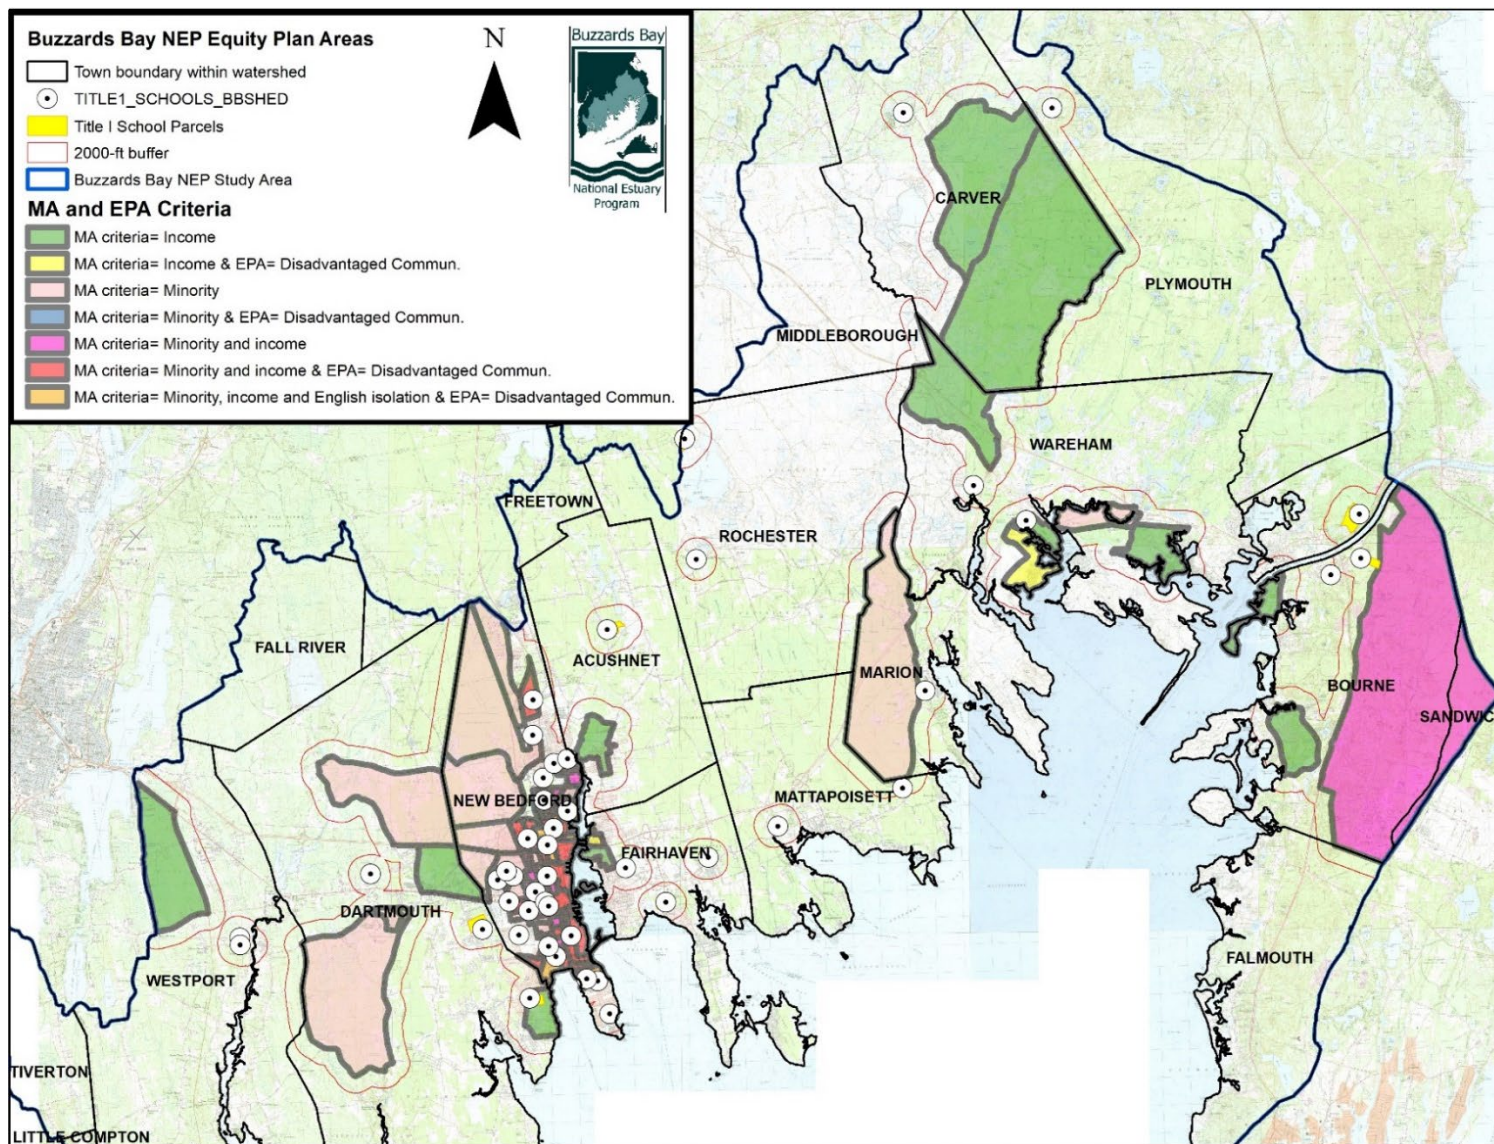 Buzzards Bay NEP Equity Plan Areas
Town boundary within watershed
TITLE1_SCHOOLS_BBSHED
Title I School Parcels
2000-ft buffer
Buzzards Bay NEP Study Area
MA and EPA Criteria
MA criteria= Income
MA criteria= Income & EPA= Disadvantaged Commun.
MA criteria= Minority
MA criteria= Minority & EPA= Disadvantaged Commun.
MA criteria= Minority and income
MA criteria= Minority and income & EPA= Disadvantaged Commun.
MA criteria= Minority, income and English isolation & EPA= Disadvantaged Commun.
N
Buzzards Bay
National Estuary
Program
CARVER
PLYMOUTH
MIDDLEBOROUGH
WAREHAM
FREETOWN
ROCHESTER
FALL RIVER
ACUSHNET
MARION
BOURNE
SANDWIC
NEW BEDFORD
MATTAPOISETT
FAIRHAVEN
DARTMOUTH
WESTPORT
FALMOUTH
TIVERTON
LITTLE COMPTON